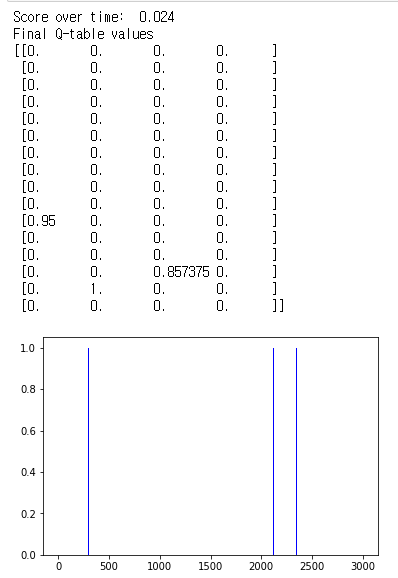 Score over time:  0.024
Final Q-table values
[[0.       0.       0.       0.      ]
 [0.       0.       0.       0.      ]
 [0.       0.       0.       0.      ]
 [0.       0.       0.       0.      ]
 [0.       0.       0.       0.      ]
 [0.       0.       0.       0.      ]
 [0.       0.       0.       0.      ]
 [0.       0.       0.       0.      ]
 [0.       0.       0.       0.      ]
 [0.       0.       0.       0.      ]
 [0.95     0.       0.       0.      ]
 [0.       0.       0.       0.      ]
 [0.       0.       0.       0.      ]
 [0.       0.       0.857375 0.      ]
 [0.       1.       0.       0.      ]
 [0.       0.       0.       0.      ]]
1.0
0.8
0.6
0.4
0.2
0.0
0 500 1000 1500 2000 2500 3000